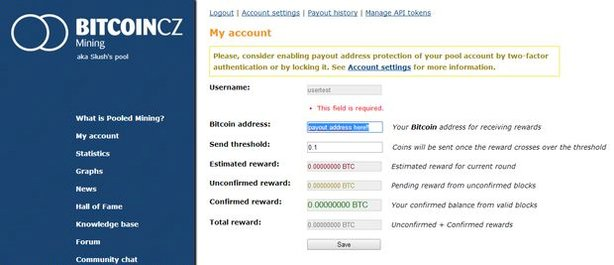 BITCOINCZ
Mining
aka Slush's pool
What is Pooled Mining?
My account
Statistics
Graphs
News
Hall of Fame
Knowledge base
Forum
Community chat
Logout | Account settings | Payout history | Manage API tokens
My account
Please, consider enabling payout address protection of your pool account by two-factor
authentication or by locking it. See Account settings for more information.
Username: usertest
• This field is required.
Bitcoin address: payout address here! Your Bitcoin address for receiving rewards
Send threshold: 0.1 Coins will be sent once the reward crosses over the threshold
Estimated reward: 0.00000000 BTC Estimated reward for current round
Unconfirmed reward: 0.00000000 BTC Pending reward from unconfirmed blocks
Confirmed reward: 0.00000000 BTC Your confirmed balance from valid blocks
Total reward: 0.00000000 BTC Unconfirmed + Confirmed rewards
Save